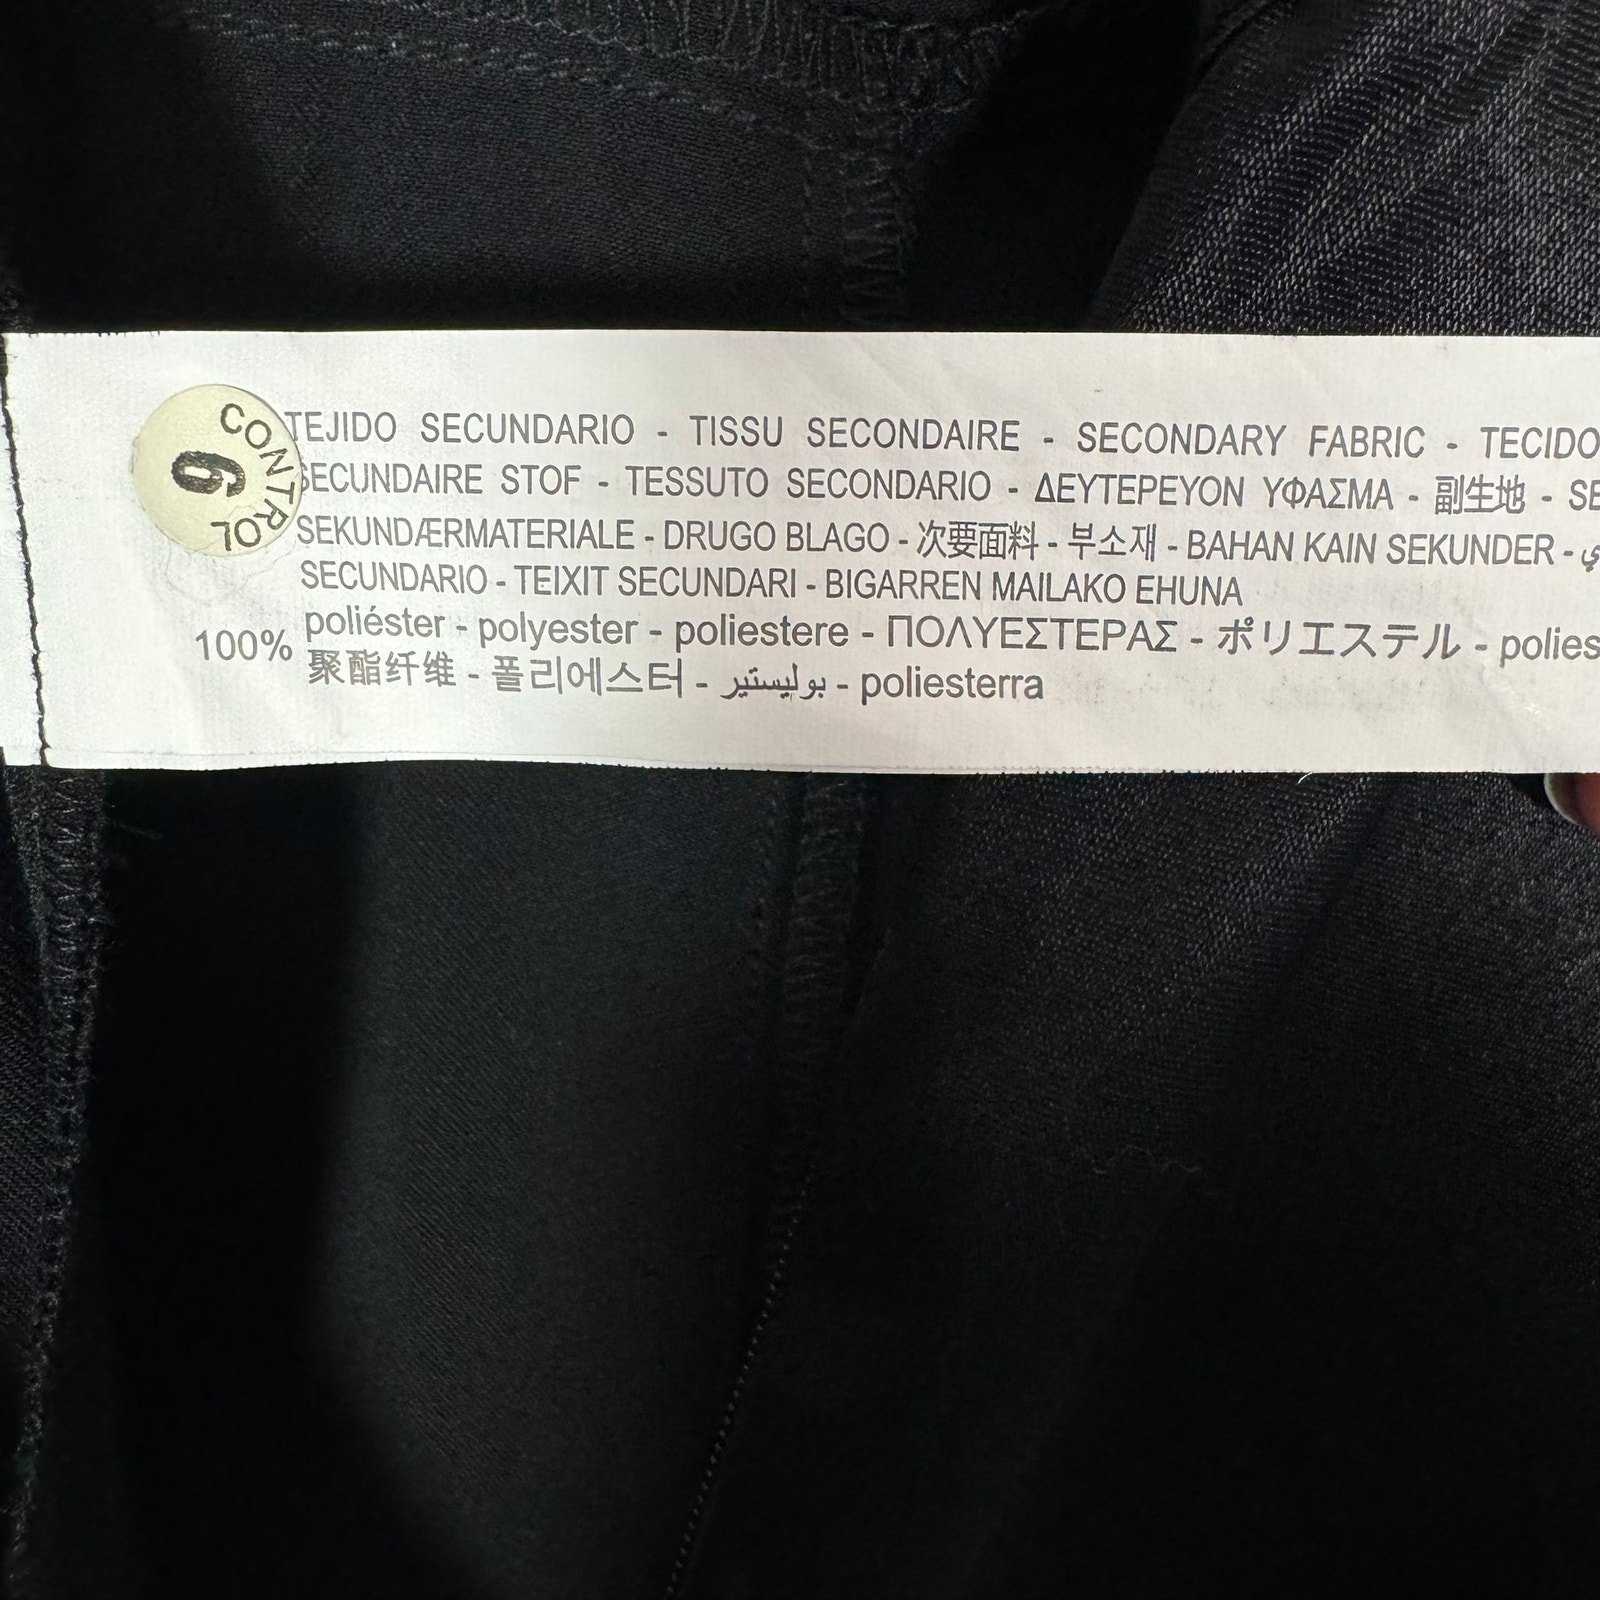 CONTROL
6
TEJIDO SECUNDARIO - TISSU SECONDAIRE - SECONDARY FABRIC - TECIDO
SECUNDAIRE STOF - TESSUTO SECONDARIO - ΔΕΥΤΕΡΕΥΟΝ ΥΦΑΣΜΑ - 副生地 - SE
SEKUNDÆRMATERIALE - DRUGO BLAGO - 次要面料 - 부소재 - BAHAN KAIN SEKUNDER -
SECUNDARIO - TEIXIT SECUNDARI - BIGARREN MAILAKO EHUNA
100% poliéster - polyester - poliestere - ΠΟΛΥΕΣΤΕΡΑΣ - ポリエステル - polies
聚酯纤维 - 폴리에스터 - بوليستير - poliesterra